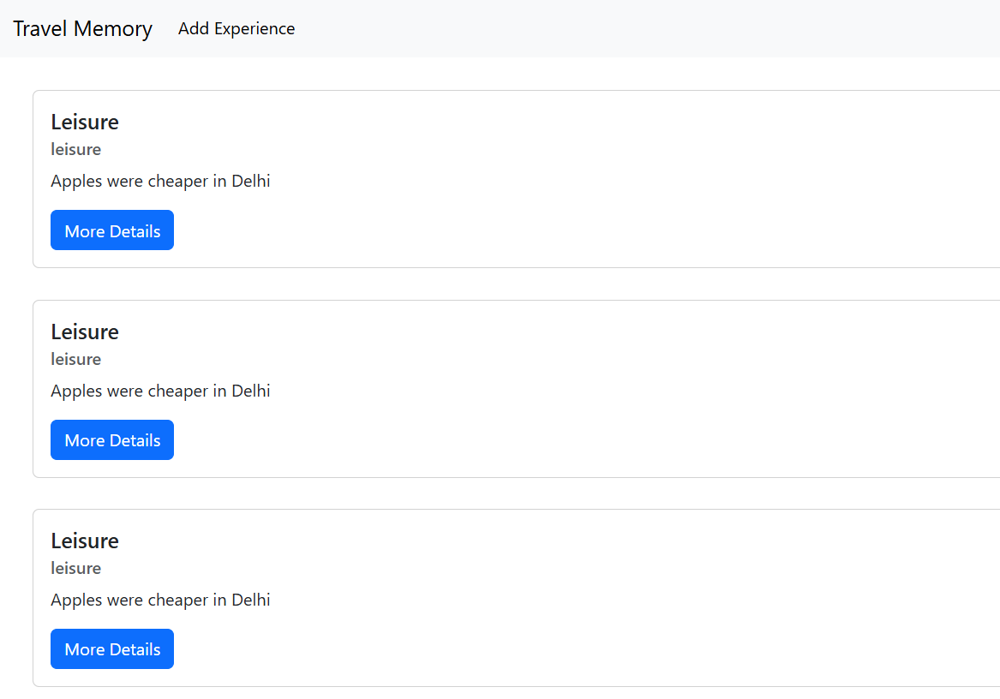 Travel Memory Add Experience
Leisure
leisure
Apples were cheaper in Delhi
More Details
Leisure
leisure
Apples were cheaper in Delhi
More Details
Leisure
leisure
Apples were cheaper in Delhi
More Details